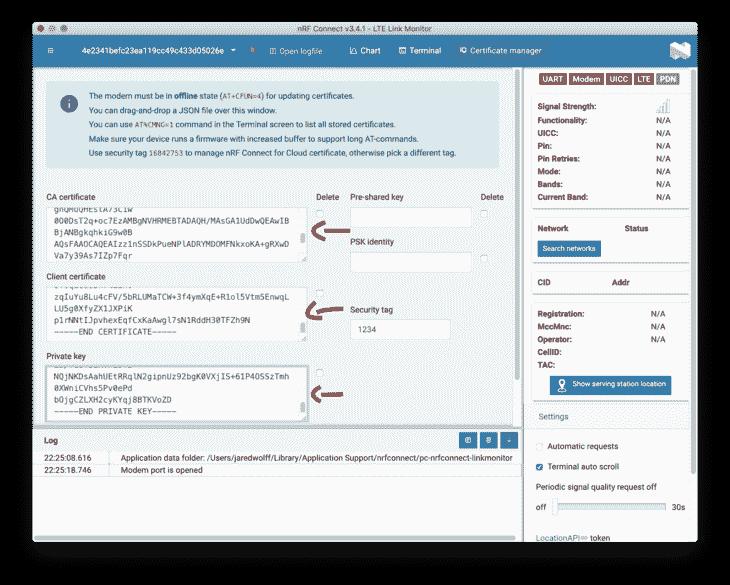 nRF Connect v3.4.1 - LTE Link Monitor
4e2341befc23ea119cc49c433d05026e
Open logfile
Chart
Terminal
Certificate manager
The modem must be in offline state (AT+CFUN=4) for updating certificates.
You can drag-and-drop a JSON file over this window.
You can use AT%CMNG=1 command in the Terminal screen to list all stored certificates.
Make sure your device runs a firmware with increased buffer to support long AT-commands.
Use security tag 16842753 to manage nRF Connect for Cloud certificate, otherwise pick a different tag.
CA certificate
Delete
Pre-shared key
Delete
0O0DsT2q+oc7EzAMBgNVHRMEBTADAQH/MAsGA1UdDwQEAwIB
BjANBgkqhkiG9w0B
AQsFAAOCAQEAIzz1nSSDkPueNPlADRYMDOMFNkxoKA+gRXwD
Va7y39As7IZp7Fqr
PSK identity
Client certificate
zqIuYu8Lu4cFV/5bRLUMaTCW+3f4ymXqE+R1ol5Vtm5EnwqL
LU5g0XfyZX1JXPiK
p1rNNtIJpvhexEqfCxKaAwgl7sN1RddH30TFZh9N
-----END CERTIFICATE-----
Security tag
1234
Private key
NQjNKDsAahUEtRRqlN2gipnUz92bgK0VXjIS+61P4OSSzTmh
0XWniCVhs5Pv0ePd
bQjgCZLXH2cyKYqj8BTKVoZD
-----END PRIVATE KEY-----
Log
22:25:08.616 Application data folder: /Users/jaredwolff/Library/Application Support/nrfconnect/pc-nrfconnect-linkmonitor
22:25:18.746 Modem port is opened
UART Modem UICC LTE PDN
Signal Strength:
Functionality: N/A
UICC: N/A
Pin: N/A
Pin Retries: N/A
Mode: N/A
Bands: N/A
Current Band: N/A
Network Status
Search networks
CID Addr
Registration: N/A
MccMnc: N/A
Operator: N/A
CellID:
TAC:
Show serving station location
Settings
Automatic requests
Terminal auto scroll
Periodic signal quality request off
off 30s
LocationAPI token